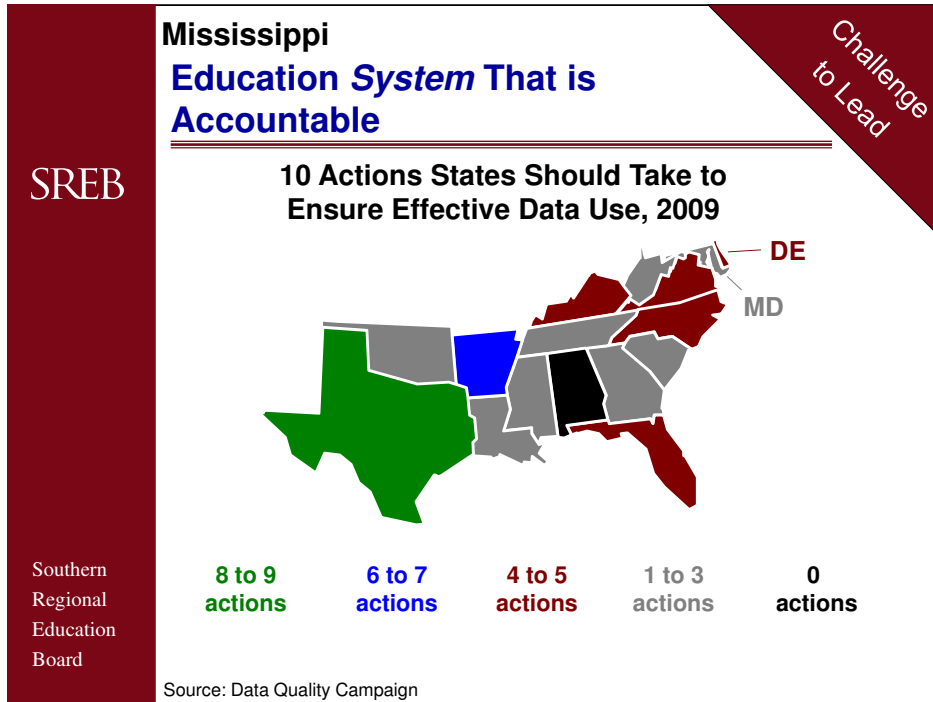 Mississippi
Education System That is
Accountable
Challenge
to Lead
SREB
10 Actions States Should Take to
Ensure Effective Data Use, 2009
DE
MD
8 to 9
actions
6 to 7
actions
4 to 5
actions
1 to 3
actions
0
actions
Southern
Regional
Education
Board
Source: Data Quality Campaign